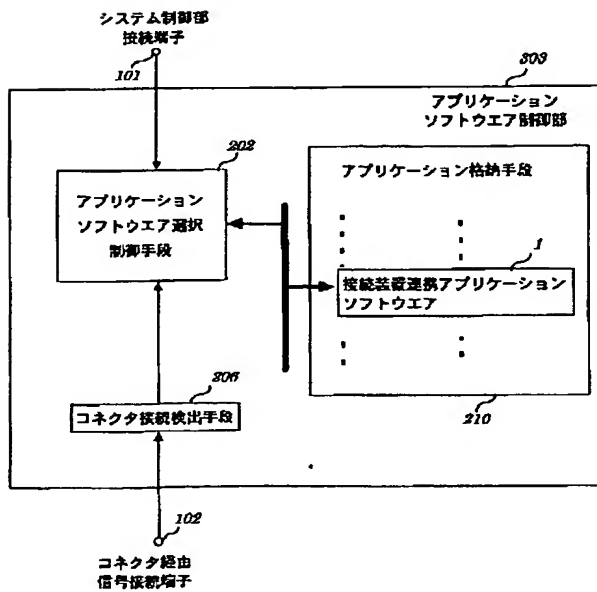 システム制御部
接続端子
101
303
アプリケーション
ソフトウエア制御部
202
アプリケーション
ソフトウエア選択
制御手段
アプリケーション格納手段
1
接続装置連携アプリケーション
ソフトウエア
206
コネクタ接続検出手段
210
102
コネクタ経由
信号接続端子